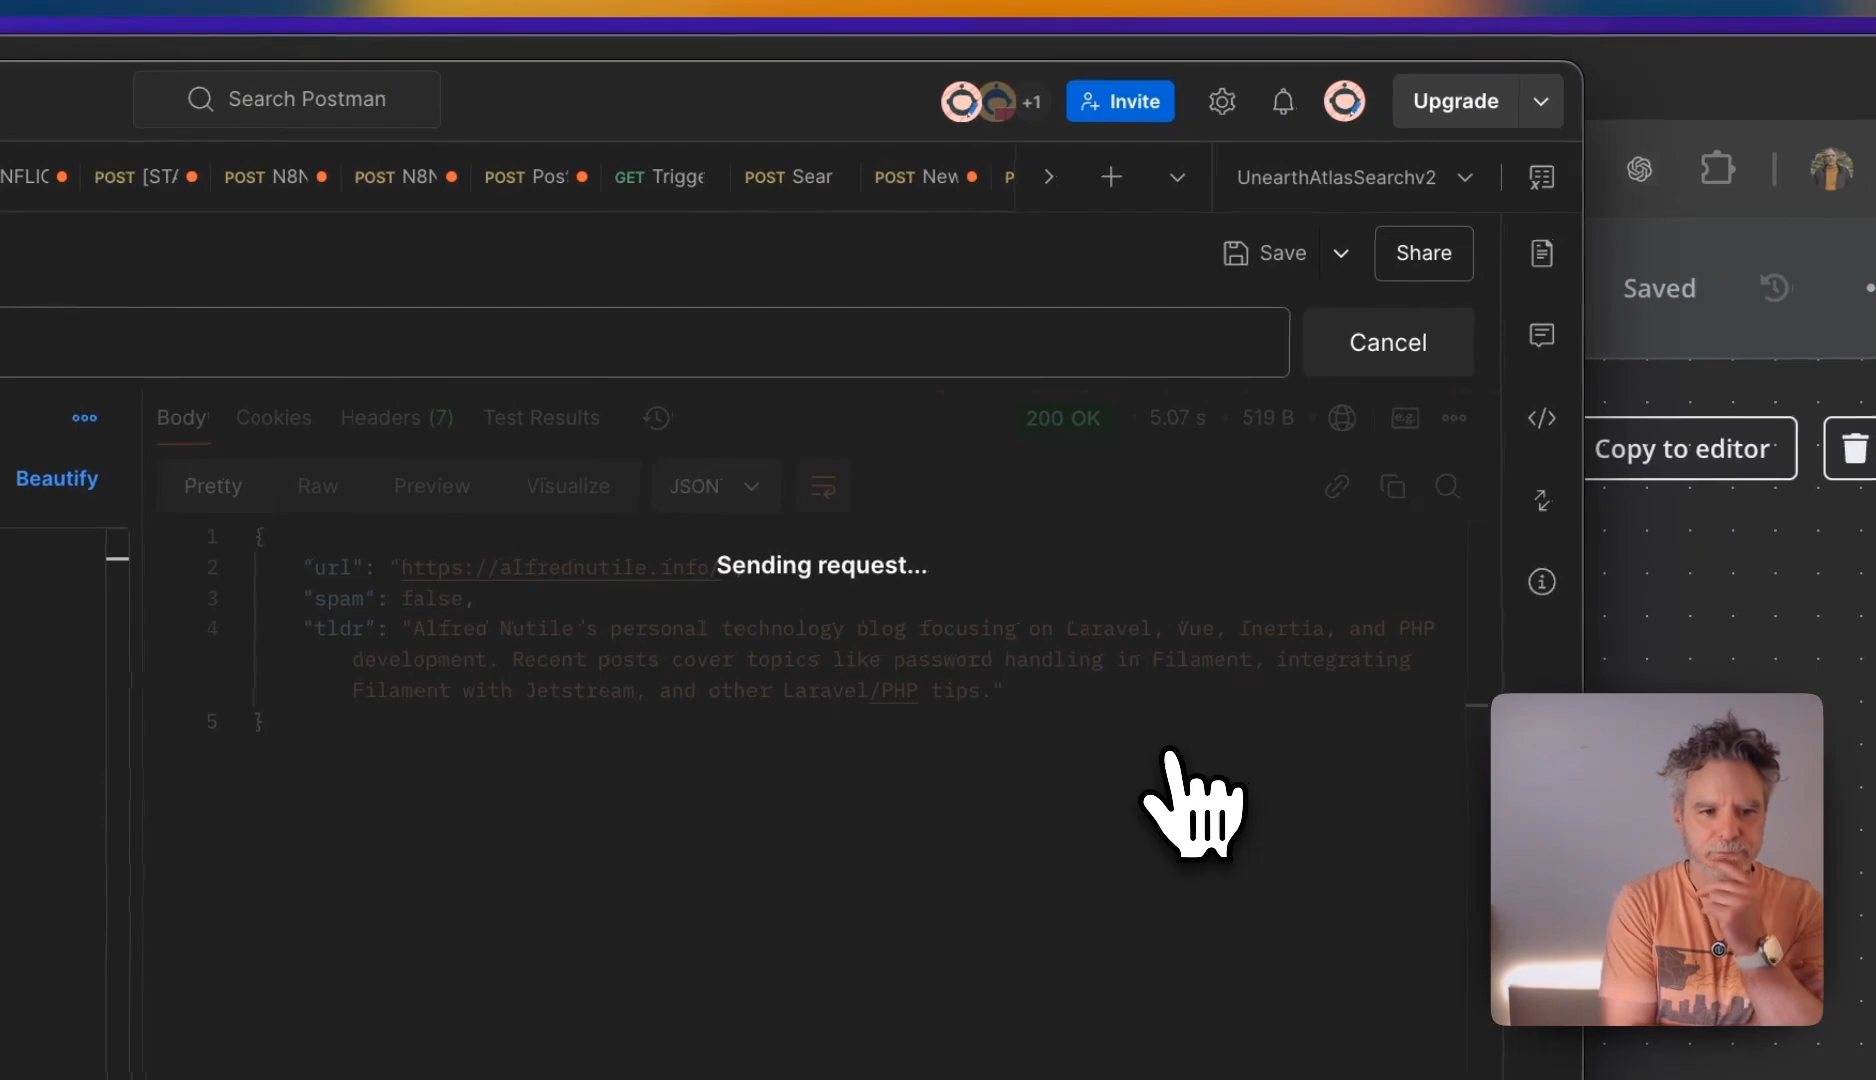 Search Postman
+1
Invite
Upgrade
NFLIC
POST [STA
POST N8N
POST N8N
POST Pos
GET Trigge
POST Sear
POST New
P
UnearthAtlasSearchv2
Save
Share
Saved
Cancel
Body
Cookies
Headers (7)
Test Results
200 OK
5.07 s
519 B
e.g.
Copy to editor
Beautify
Pretty
Raw
Preview
Visualize
JSON
1 {
2 "url": "https://alfrednutile.info/
Sending request...
3 "spam": false,
4 "tldr": "Alfred Nutile's personal technology blog focusing on Laravel, Vue, Inertia, and PHP
development. Recent posts cover topics like password handling in Filament, integrating
Filament with Jetstream, and other Laravel/PHP tips."
5 }